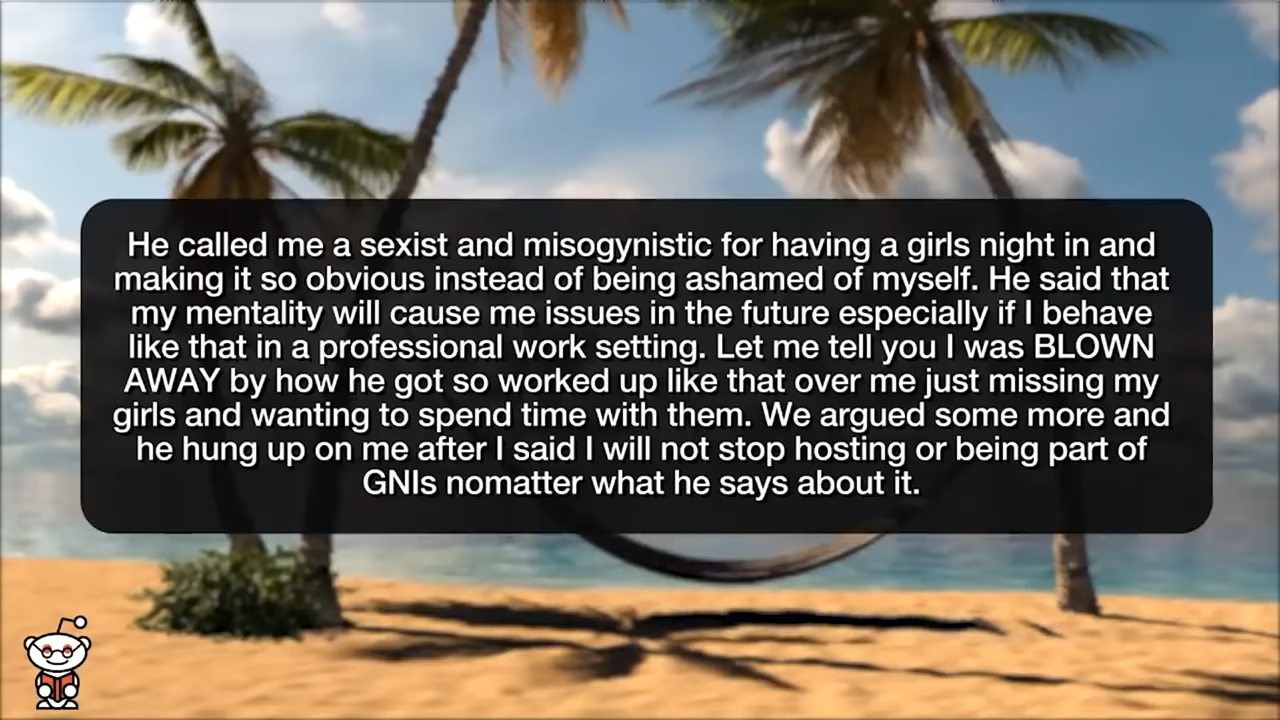 He called me a sexist and misogynistic for having a girls night in and
making it so obvious instead of being ashamed of myself. He said that
my mentality will cause me issues in the future especially if I behave
like that in a professional work setting. Let me tell you I was BLOWN
AWAY by how he got so worked up like that over me just missing my
girls and wanting to spend time with them. We argued some more and
he hung up on me after I said I will not stop hosting or being part of
GNIs nomatter what he says about it.